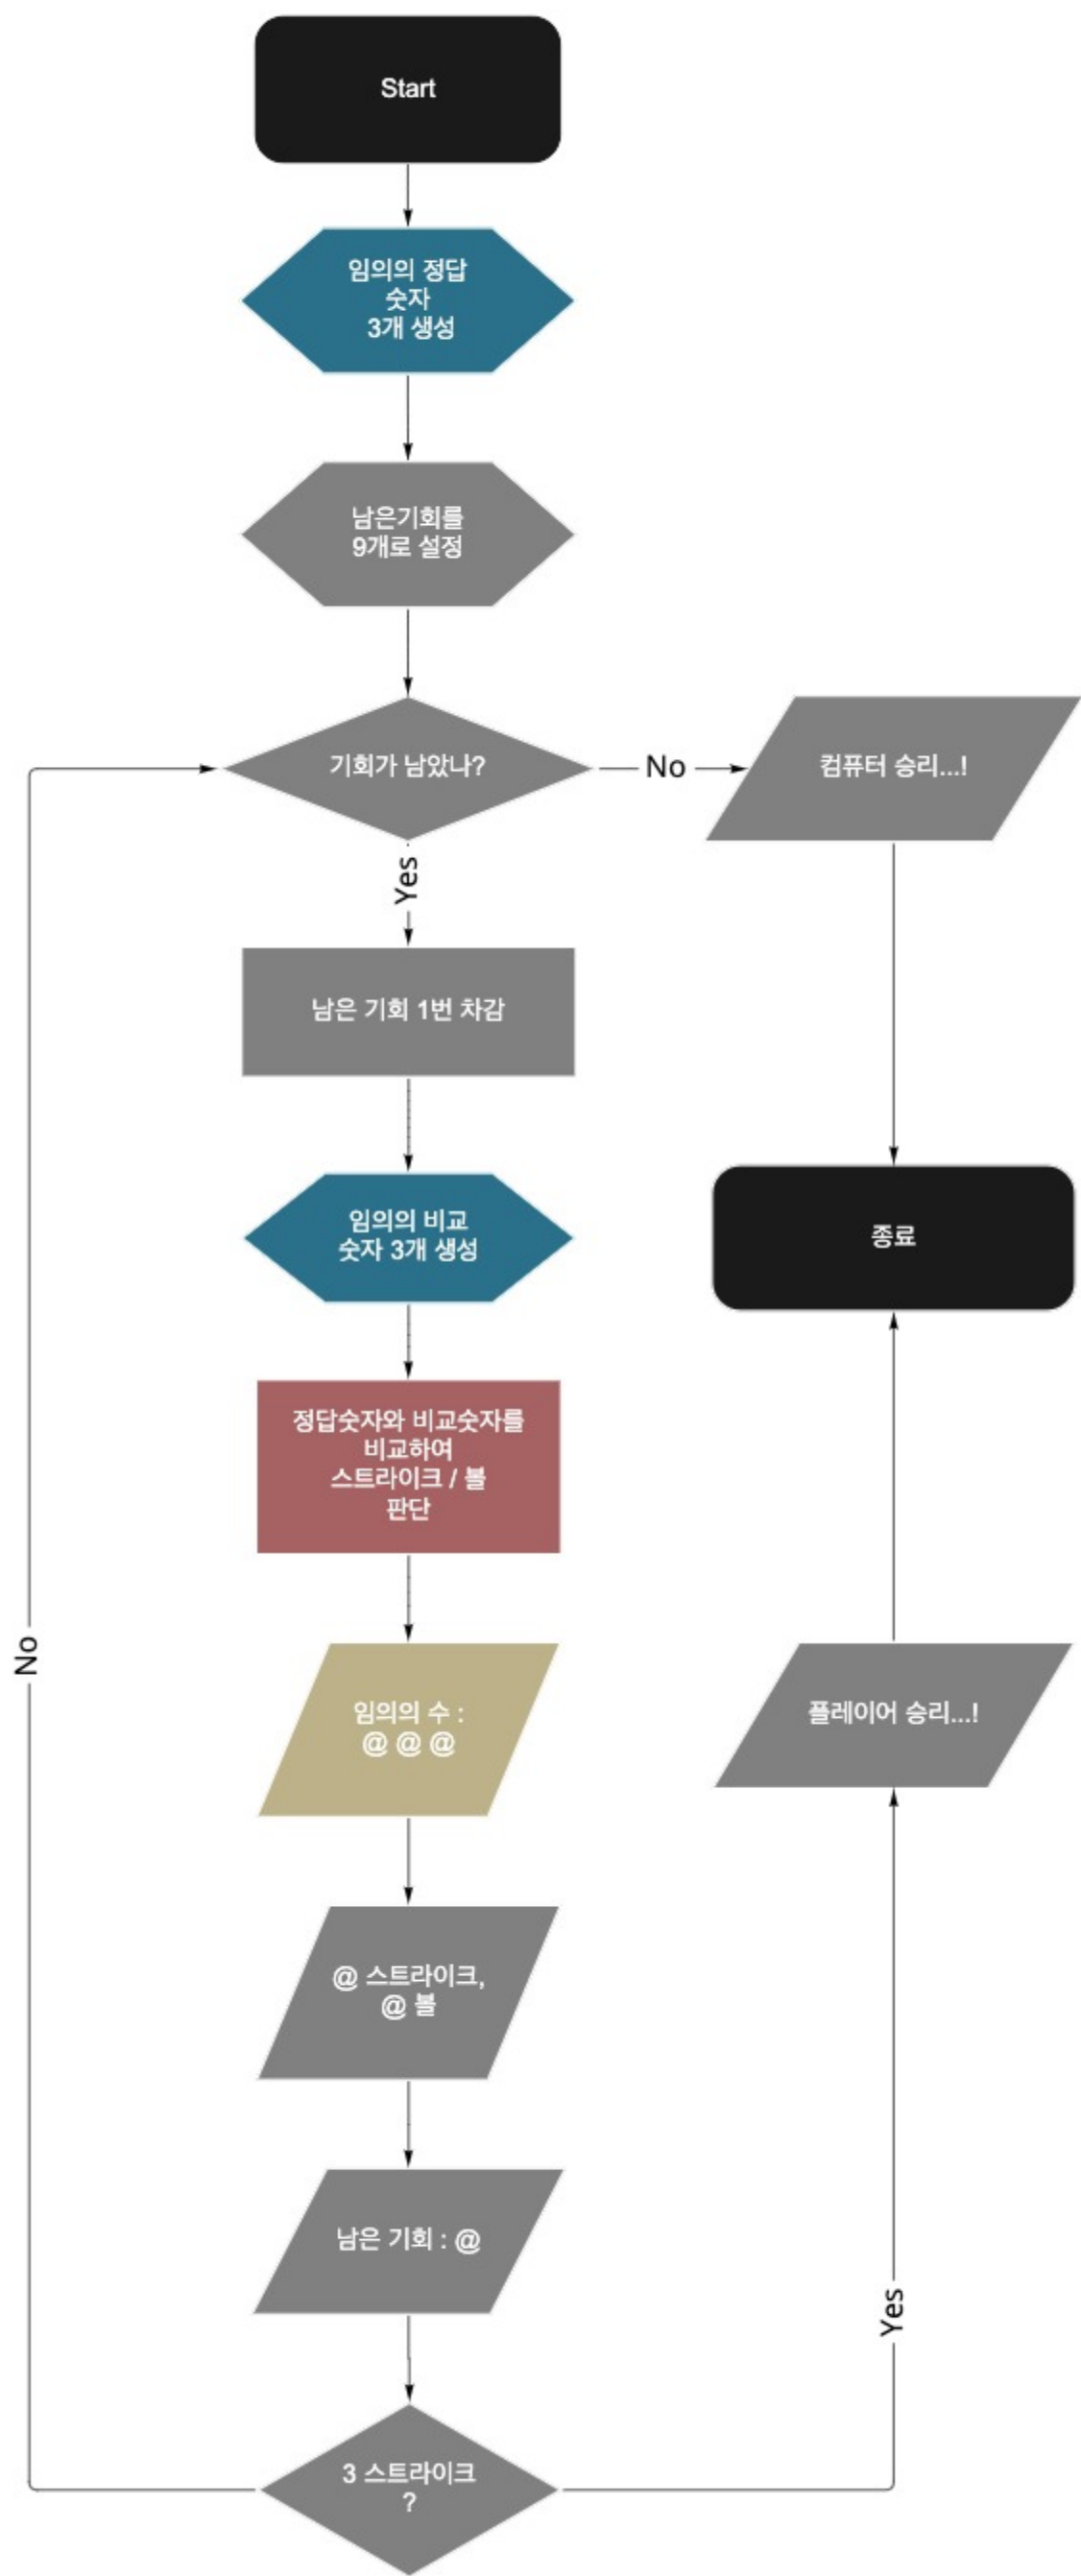 Start
임의의 정답
숫자
3개 생성
남은기회를
9개로 설정
기회가 남았나?
No
컴퓨터 승리...!
Yes
남은 기회 1번 차감
임의의 비교
숫자 3개 생성
종료
정답숫자와 비교숫자를
비교하여
스트라이크 / 볼
판단
No
임의의 수 :
@ @ @
플레이어 승리...!
@ 스트라이크,
@ 볼
남은 기회 : @
Yes
3 스트라이크
?